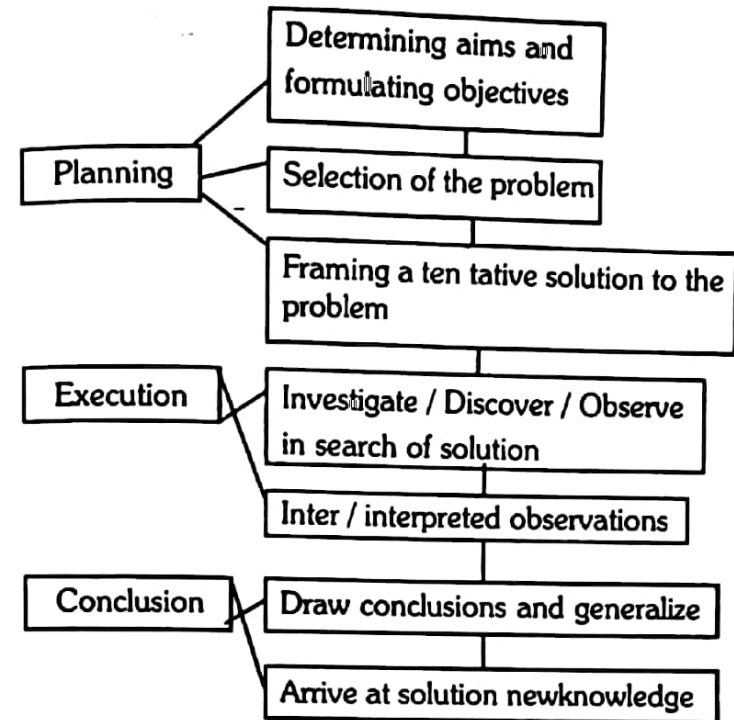 Determining aims and
formulating objectives
Planning
Selection of the problem
Framing a ten tative solution to the
problem
Execution
Investigate / Discover / Observe
in search of solution
Inter / interpreted observations
Conclusion
Draw conclusions and generalize
Arrive at solution newknowledge